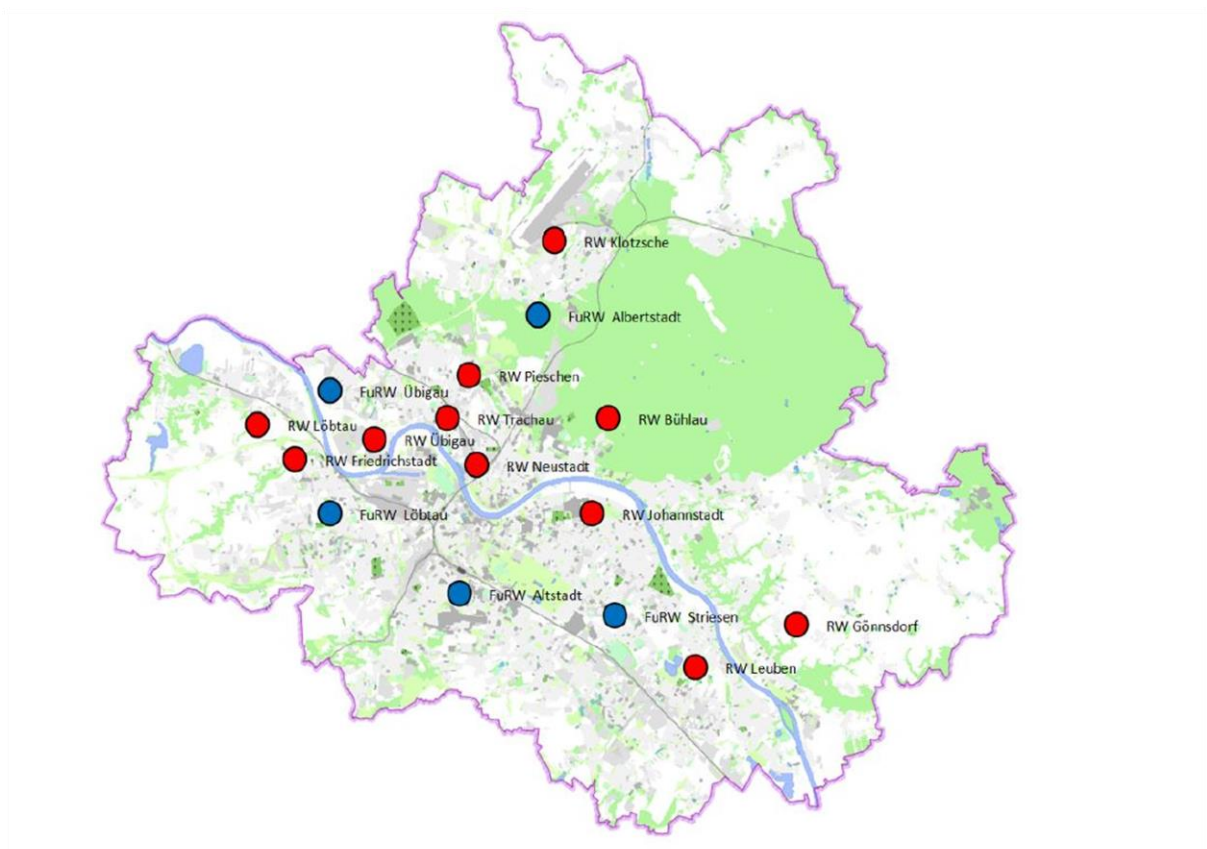 RW Klotzsche
FuRW Albertstadt
RW Pieschen
FuRW Übigau
RW Trachau
RW Bühlau
RW Löbtau
RW Übigau
RW Friedrichstadt
RW Neustadt
FuRW Löbtau
RW Johannstadt
FuRW Altstadt
FuRW Striesen
RW Gönnsdorf
RW Leuben